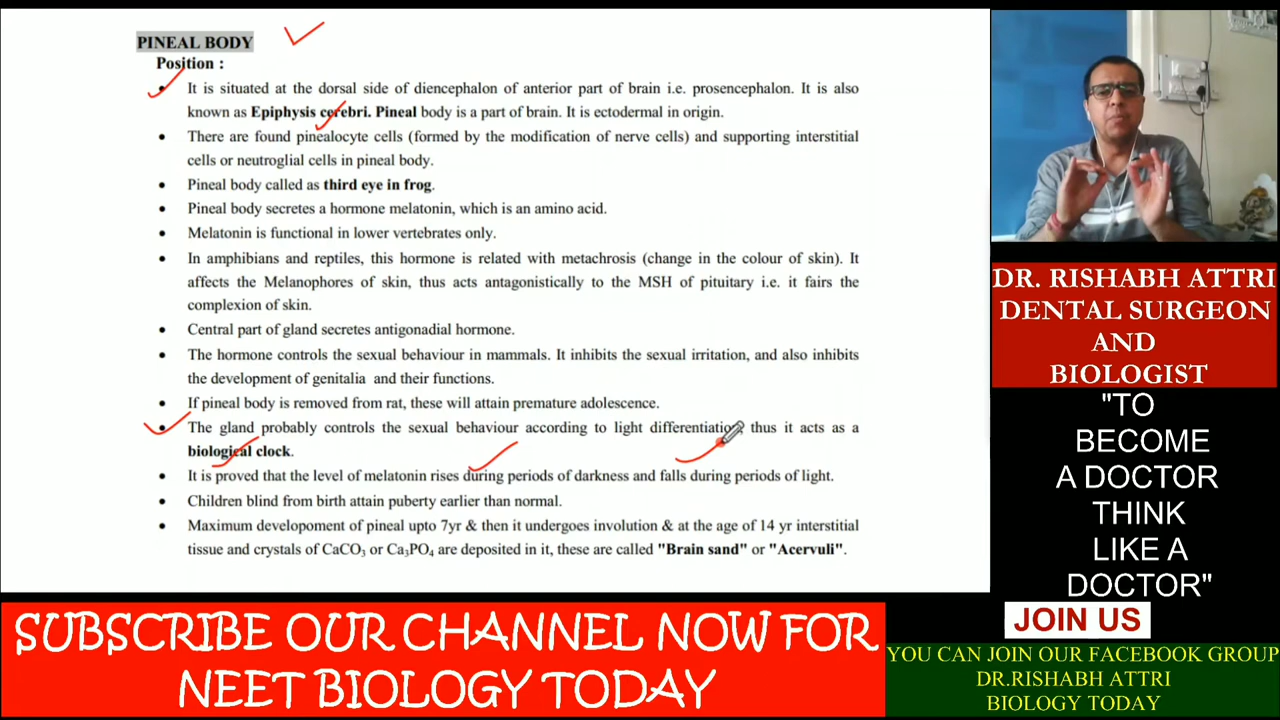 PINEAL BODY
Position :
• It is situated at the dorsal side of diencephalon of anterior part of brain i.e. prosencephalon. It is also
known as Epiphysis cerebri. Pineal body is a part of brain. It is ectodermal in origin.
• There are found pinealocyte cells (formed by the modification of nerve cells) and supporting interstitial
cells or neutroglial cells in pineal body.
• Pineal body called as third eye in frog.
• Pineal body secretes a hormone melatonin, which is an amino acid.
• Melatonin is functional in lower vertebrates only.
• In amphibians and reptiles, this hormone is related with metachrosis (change in the colour of skin). It
affects the Melanophores of skin, thus acts antagonistically to the MSH of pituitary i.e. it fairs the
complexion of skin.
• Central part of gland secretes antigonadial hormone.
• The hormone controls the sexual behaviour in mammals. It inhibits the sexual irritation, and also inhibits
the development of genitalia and their functions.
• If pineal body is removed from rat, these will attain premature adolescence.
• The gland probably controls the sexual behaviour according to light differentiation, thus it acts as a
biological clock.
• It is proved that the level of melatonin rises during periods of darkness and falls during periods of light.
• Children blind from birth attain puberty earlier than normal.
• Maximum developoment of pineal upto 7yr & then it undergoes involution & at the age of 14 yr interstitial
tissue and crystals of CaCO₃ or Ca₃PO₄ are deposited in it, these are called "Brain sand" or "Acervuli".
DR. RISHABH ATTRI
DENTAL SURGEON
AND
BIOLOGIST
"TO
BECOME
A DOCTOR
THINK
LIKE A
DOCTOR"
JOIN US
SUBSCRIBE OUR CHANNEL NOW FOR
NEET BIOLOGY TODAY
YOU CAN JOIN OUR FACEBOOK GROUP
DR.RISHABH ATTRI
BIOLOGY TODAY